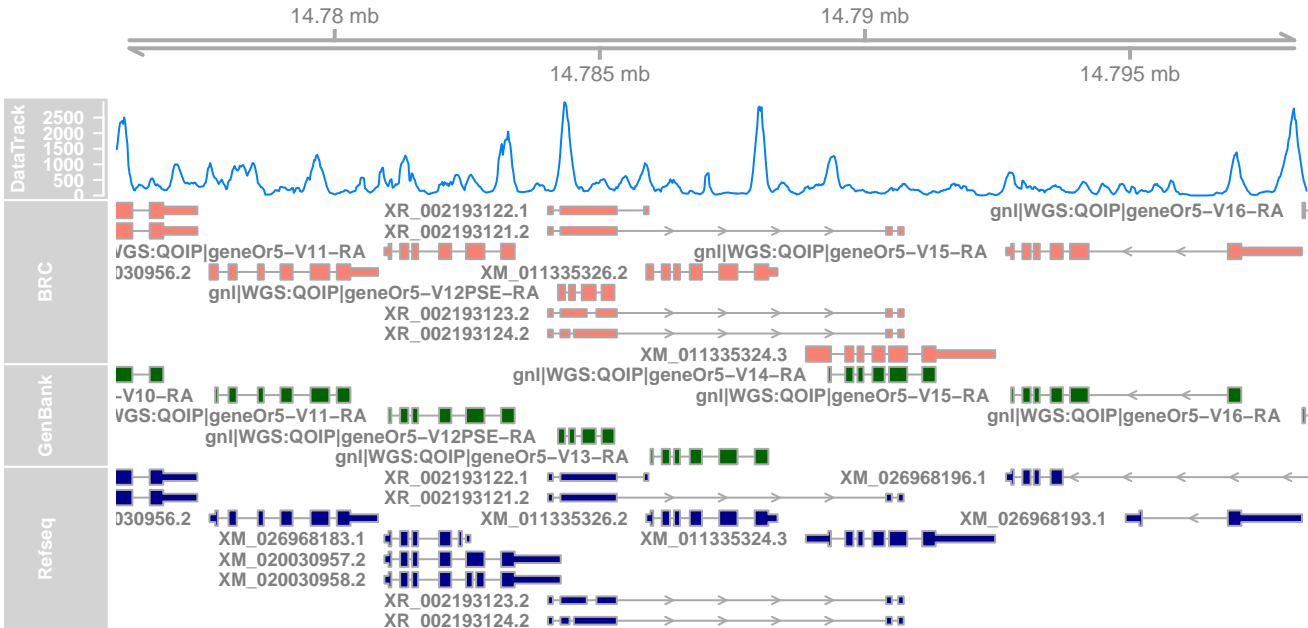 14.78 mb 14.79 mb
14.785 mb 14.795 mb
DataTrack
2500
2000
1500
1000
500
0
BRC
XR_002193122.1
gnl|WGS:QOIP|geneOr5−V16−RA
XR_002193121.2
WGS:QOIP|geneOr5−V11−RA
gnl|WGS:QOIP|geneOr5−V15−RA
030956.2
XM_011335326.2
gnl|WGS:QOIP|geneOr5−V12PSE−RA
XR_002193123.2
XR_002193124.2
XM_011335324.3
GenBank
gnl|WGS:QOIP|geneOr5−V14−RA
−V10−RA
gnl|WGS:QOIP|geneOr5−V15−RA
WGS:QOIP|geneOr5−V11−RA
gnl|WGS:QOIP|geneOr5−V16−RA
gnl|WGS:QOIP|geneOr5−V12PSE−RA
gnl|WGS:QOIP|geneOr5−V13−RA
Refseq
XR_002193122.1
XM_026968196.1
XR_002193121.2
030956.2
XM_011335326.2
XM_026968193.1
XM_026968183.1
XM_011335324.3
XM_020030957.2
XM_020030958.2
XR_002193123.2
XR_002193124.2